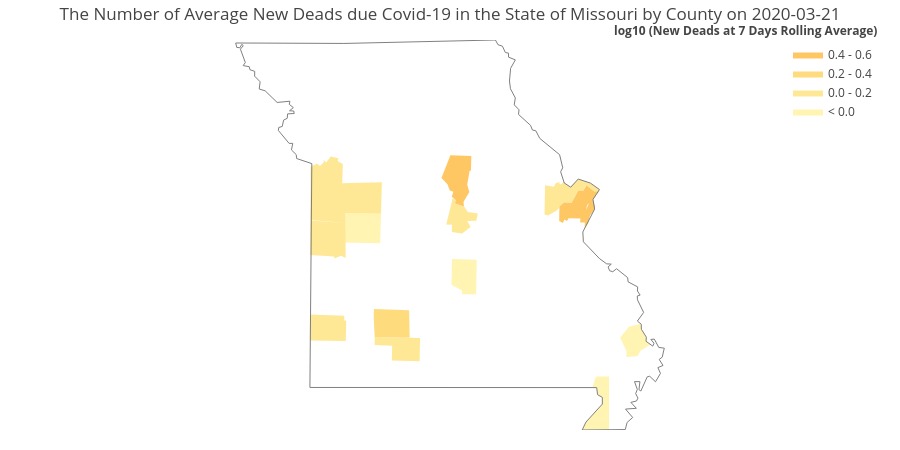 The Number of Average New Deads due Covid-19 in the State of Missouri by County on 2020-03-21
log10 (New Deads at 7 Days Rolling Average)
0.4 - 0.6
0.2 - 0.4
0.0 - 0.2
< 0.0